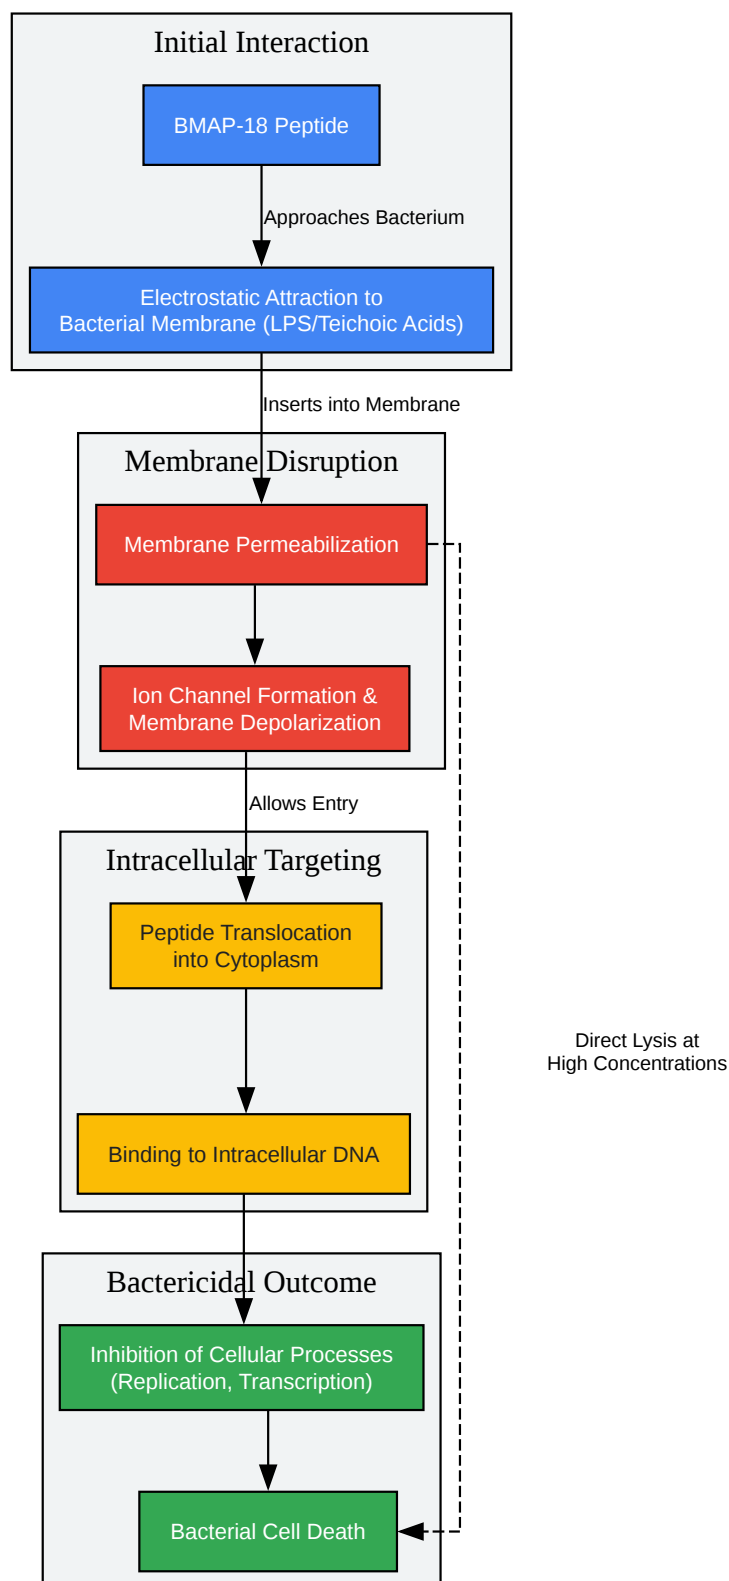 Initial Interaction
BMAP-18 Peptide
Approaches Bacterium
Electrostatic Attraction to
Bacterial Membrane (LPS/Teichoic Acids)
Inserts into Membrane
Membrane Disruption
Membrane Permeabilization
Ion Channel Formation &
Membrane Depolarization
Allows Entry
Intracellular Targeting
Peptide Translocation
into Cytoplasm
Direct Lysis at
High Concentrations
Binding to Intracellular DNA
Bactericidal Outcome
Inhibition of Cellular Processes
(Replication, Transcription)
Bacterial Cell Death